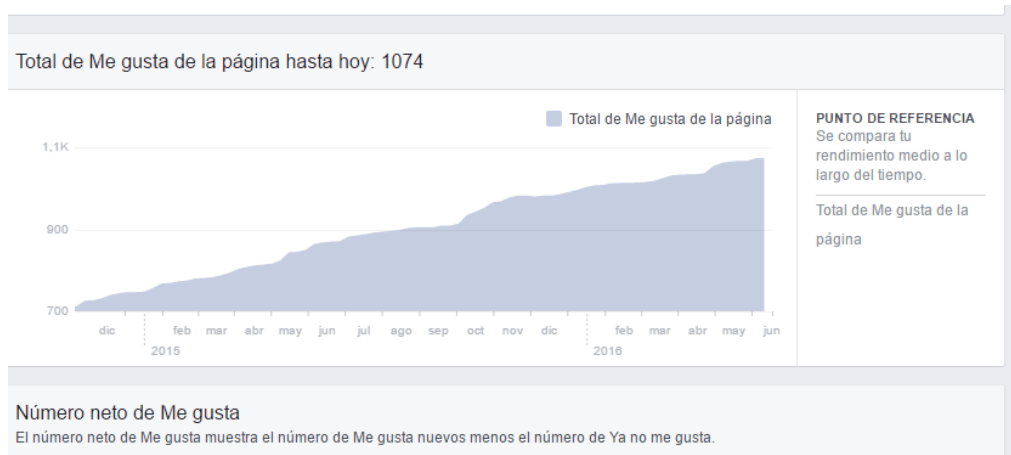 Total de Me gusta de la página hasta hoy: 1074
Total de Me gusta de la página
1,1K
900
700
dic feb mar abr may jun jul ago sep oct nov dic feb mar abr may jun
2015 2016
PUNTO DE REFERENCIA
Se compara tu
rendimiento medio a lo
largo del tiempo.
Total de Me gusta de la
página
Número neto de Me gusta
El número neto de Me gusta muestra el número de Me gusta nuevos menos el número de Ya no me gusta.